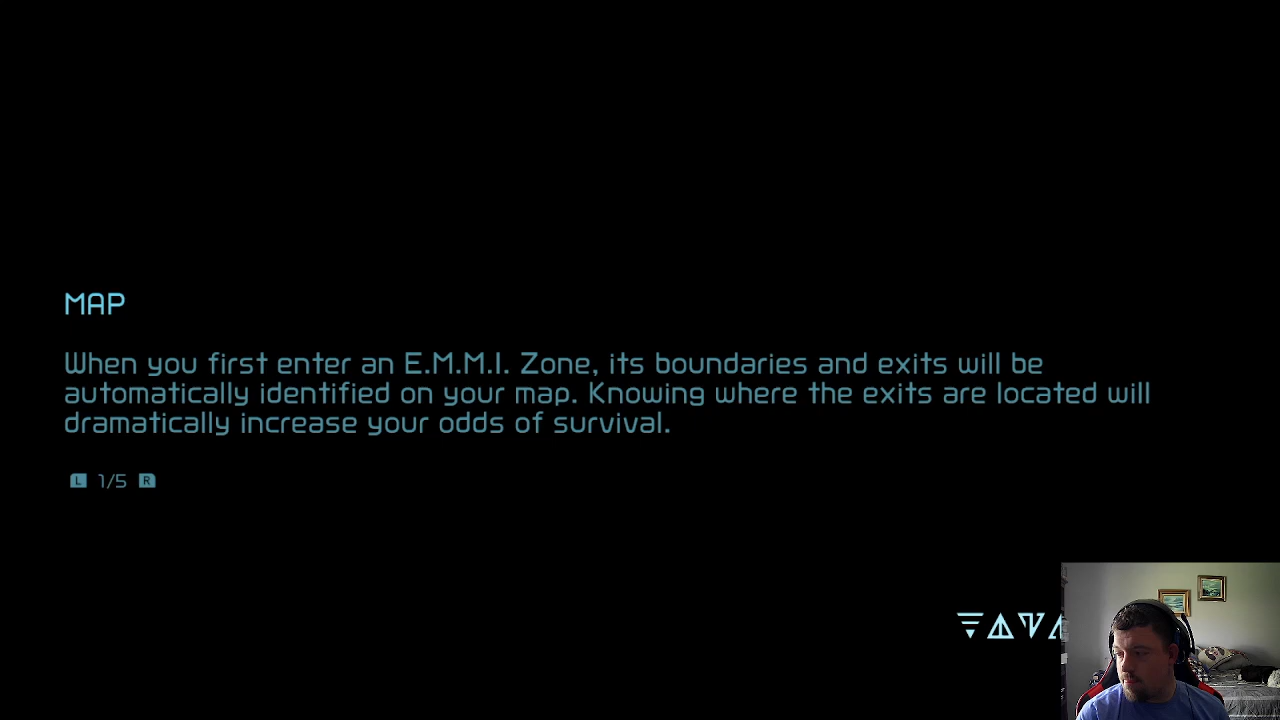 MAP
When you first enter an E.M.M.I. Zone, its boundaries and exits will be
automatically identified on your map. Knowing where the exits are located will
dramatically increase your odds of survival.
L 1/5 R